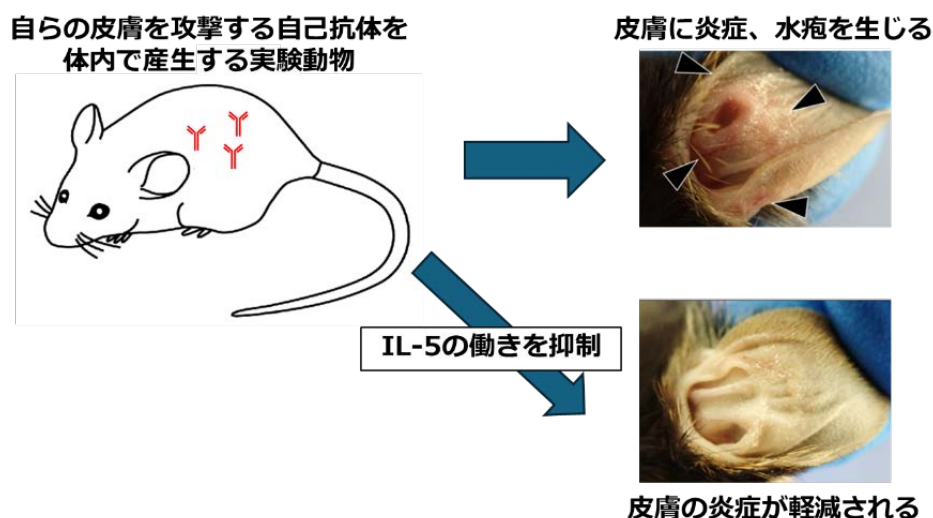 自らの皮膚を攻撃する自己抗体を
体内で産生する実験動物
皮膚に炎症、水疱を生じる
IL-5の働きを抑制
皮膚の炎症が軽減される